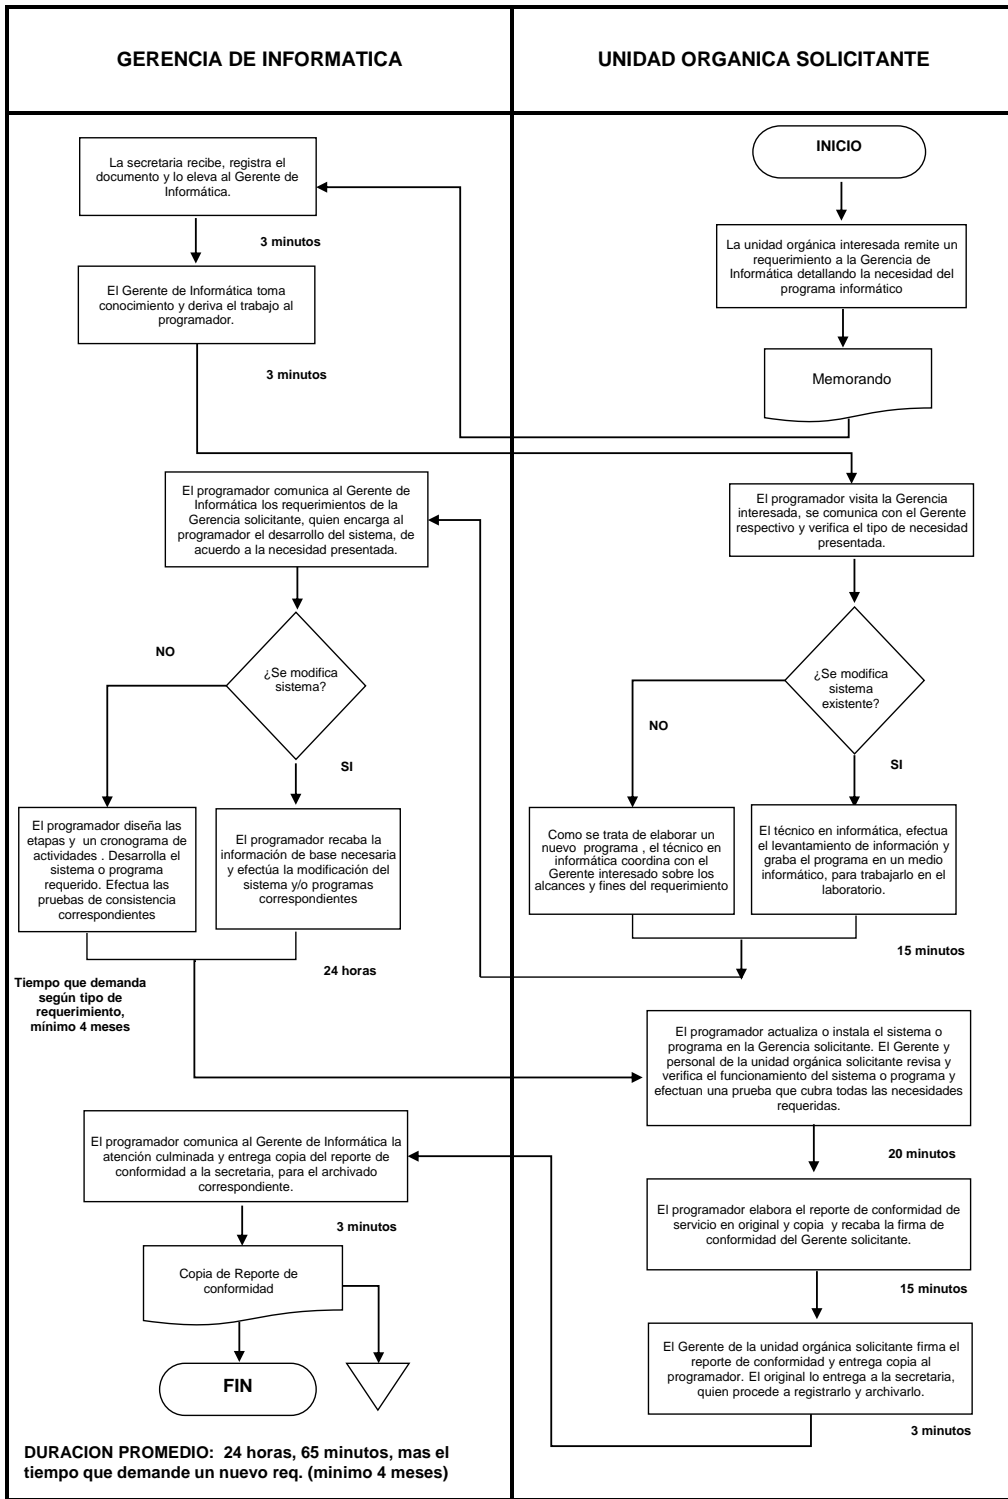 GERENCIA DE INFORMATICA
UNIDAD ORGANICA SOLICITANTE
INICIO
La unidad orgánica interesada remite un
requerimiento a la Gerencia de
Informática detallando la necesidad del
programa informático
Memorando
La secretaria recibe, registra el
documento y lo eleva al Gerente de
Informática.
3 minutos
El Gerente de Informática toma
conocimiento y deriva el trabajo al
programador.
3 minutos
El programador visita la Gerencia
interesada, se comunica con el Gerente
respectivo y verifica el tipo de necesidad
presentada.
¿Se modifica
sistema
existente?
NO
SI
Como se trata de elaborar un
nuevo programa , el técnico en
informática coordina con el
Gerente interesado sobre los
alcances y fines del requerimiento
El técnico en informática, efectua
el levantamiento de información y
graba el programa en un medio
informático, para trabajarlo en el
laboratorio.
15 minutos
El programador comunica al Gerente de
Informática los requerimientos de la
Gerencia solicitante, quien encarga al
programador el desarrollo del sistema, de
acuerdo a la necesidad presentada.
¿Se modifica
sistema?
NO
SI
El programador diseña las
etapas y un cronograma de
actividades . Desarrolla el
sistema o programa
requerido. Efectua las
pruebas de consistencia
correspondientes
El programador recaba la
información de base necesaria
y efectúa la modificación del
sistema y/o programas
correspondientes
24 horas
Tiempo que demanda
según tipo de
requerimiento,
mínimo 4 meses
El programador actualiza o instala el sistema o
programa en la Gerencia solicitante. El Gerente y
personal de la unidad orgánica solicitante revisa y
verifica el funcionamiento del sistema o programa y
efectuan una prueba que cubra todas las necesidades
requeridas.
20 minutos
El programador elabora el reporte de conformidad de
servicio en original y copia y recaba la firma de
conformidad del Gerente solicitante.
15 minutos
El Gerente de la unidad orgánica solicitante firma el
reporte de conformidad y entrega copia al
programador. El original lo entrega a la secretaria,
quien procede a registrarlo y archivarlo.
3 minutos
El programador comunica al Gerente de Informática la
atención culminada y entrega copia del reporte de
conformidad a la secretaria, para el archivado
correspondiente.
3 minutos
Copia de Reporte de
conformidad
FIN
DURACION PROMEDIO: 24 horas, 65 minutos, mas el
tiempo que demande un nuevo req. (minimo 4 meses)